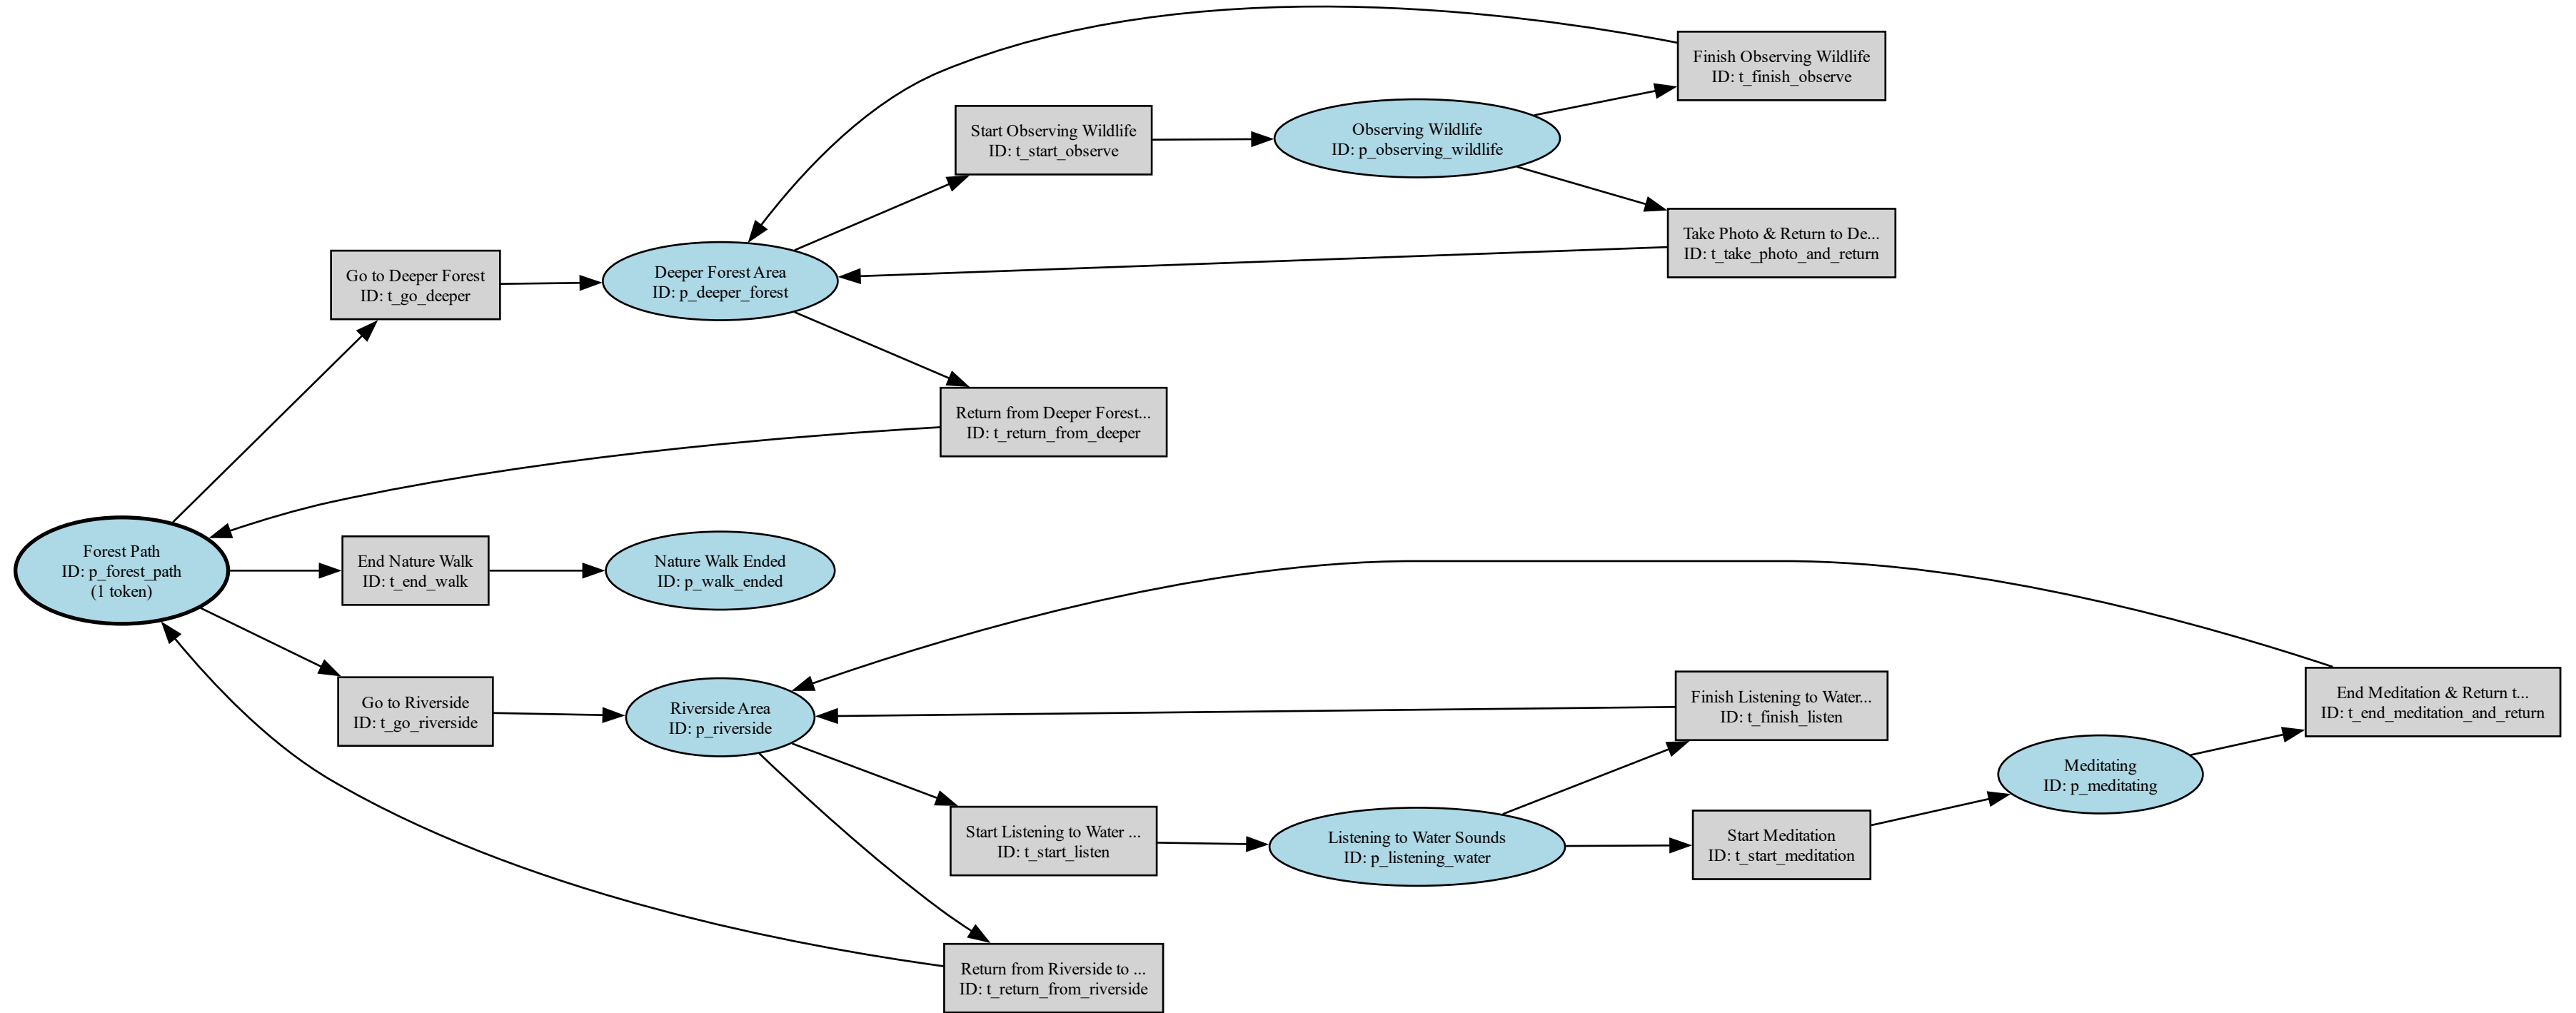 Finish Observing Wildlife
ID: t_finish_observe
Start Observing Wildlife
ID: t_start_observe
Observing Wildlife
ID: p_observing_wildlife
Take Photo & Return to De...
ID: t_take_photo_and_return
Go to Deeper Forest
ID: t_go_deeper
Deeper Forest Area
ID: p_deeper_forest
Return from Deeper Forest...
ID: t_return_from_deeper
Forest Path
ID: p_forest_path
(1 token)
End Nature Walk
ID: t_end_walk
Nature Walk Ended
ID: p_walk_ended
Go to Riverside
ID: t_go_riverside
Riverside Area
ID: p_riverside
Finish Listening to Water...
ID: t_finish_listen
End Meditation & Return t...
ID: t_end_meditation_and_return
Meditating
ID: p_meditating
Start Listening to Water ...
ID: t_start_listen
Listening to Water Sounds
ID: p_listening_water
Start Meditation
ID: t_start_meditation
Return from Riverside to ...
ID: t_return_from_riverside